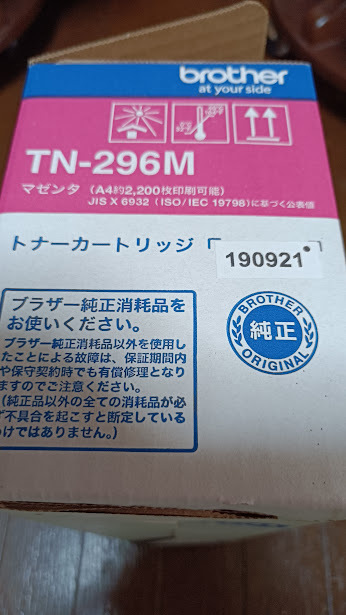 brother
at your side
TN-296M
マゼンタ (A4約2,200枚印刷可能)
JIS X 6932 (ISO/IEC 19798)に基づく公表値
トナーカートリッジ「
190921
ブラザー純正消耗品を
お使いください。
ブラザー純正消耗品以外を使用し
たことによる故障は、保証期間内
や保守契約時でも有償修理となり
ますのでご注意ください。
(純正品以外の全ての消耗品が必
ず不具合を起こすと断定している
わけではありません。)
BROTHER
純正
ORIGINAL